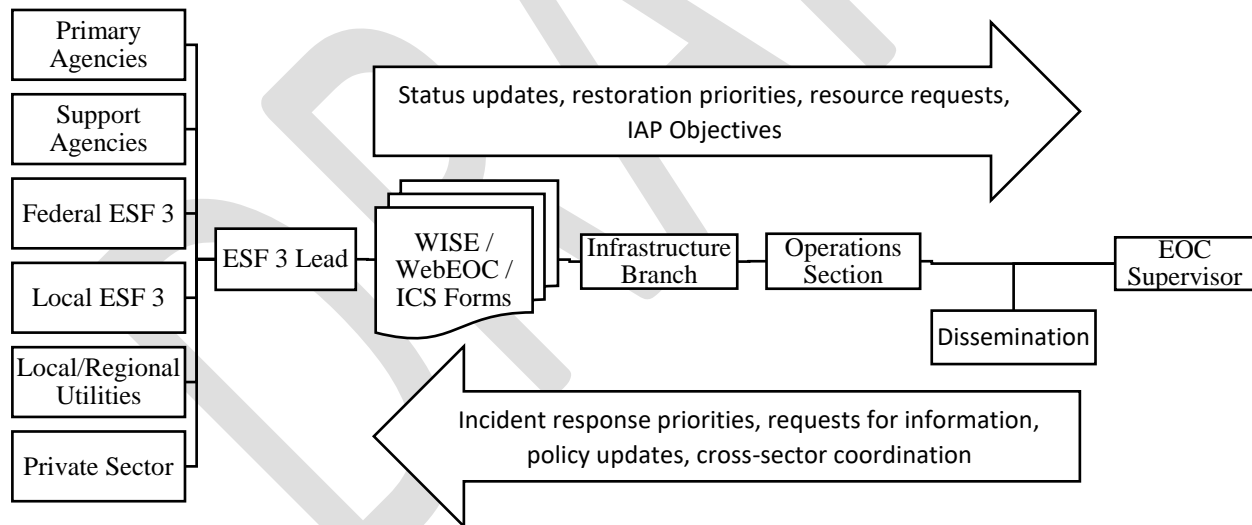 Primary
Agencies
Support
Agencies
Federal ESF 3
Local ESF 3
Local/Regional
Utilities
Private Sector
ESF 3 Lead
Status updates, restoration priorities, resource requests,
IAP Objectives
WISE /
WebEOC /
ICS Forms
Infrastructure
Branch
Operations
Section
EOC
Supervisor
Dissemination
Incident response priorities, requests for information,
policy updates, cross-sector coordination
DRA